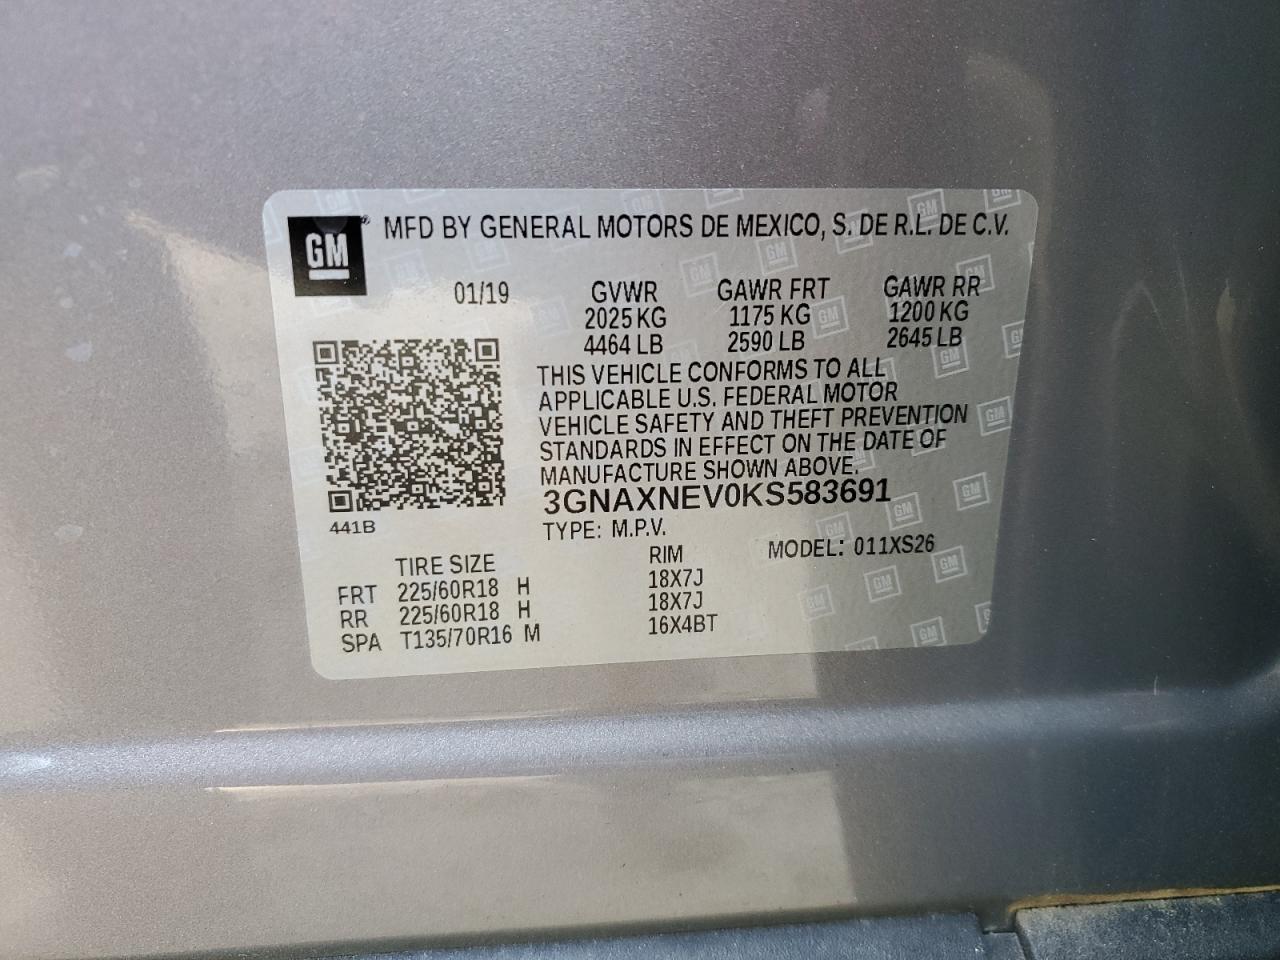 GM ® MFD BY GENERAL MOTORS DE MEXICO, S. DE R.L. DE C.V.
01/19 GVWR GAWR FRT GAWR RR
2025 KG 1175 KG 1200 KG
4464 LB 2590 LB 2645 LB
THIS VEHICLE CONFORMS TO ALL
APPLICABLE U.S. FEDERAL MOTOR
VEHICLE SAFETY AND THEFT PREVENTION
STANDARDS IN EFFECT ON THE DATE OF
MANUFACTURE SHOWN ABOVE.
3GNAXNEV0KS583691
441B
TYPE: M.P.V.
TIRE SIZE RIM MODEL: 011XS26
FRT 225/60R18 H 18X7J
RR 225/60R18 H 18X7J
SPA T135/70R16 M 16X4BT